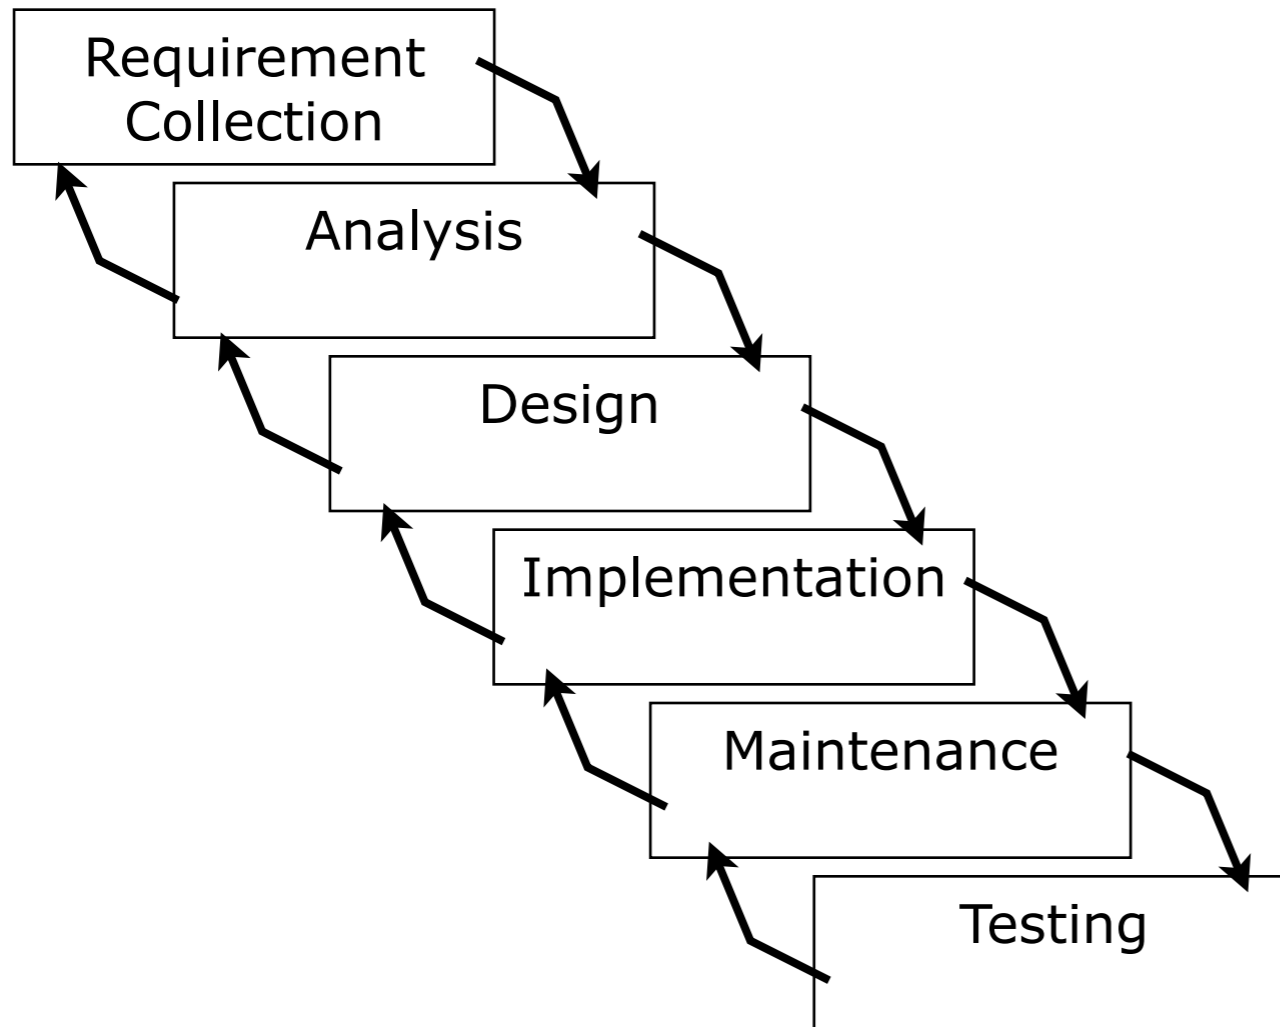 Requirement
Collection
Analysis
Design
Implementation
Maintenance
Testing